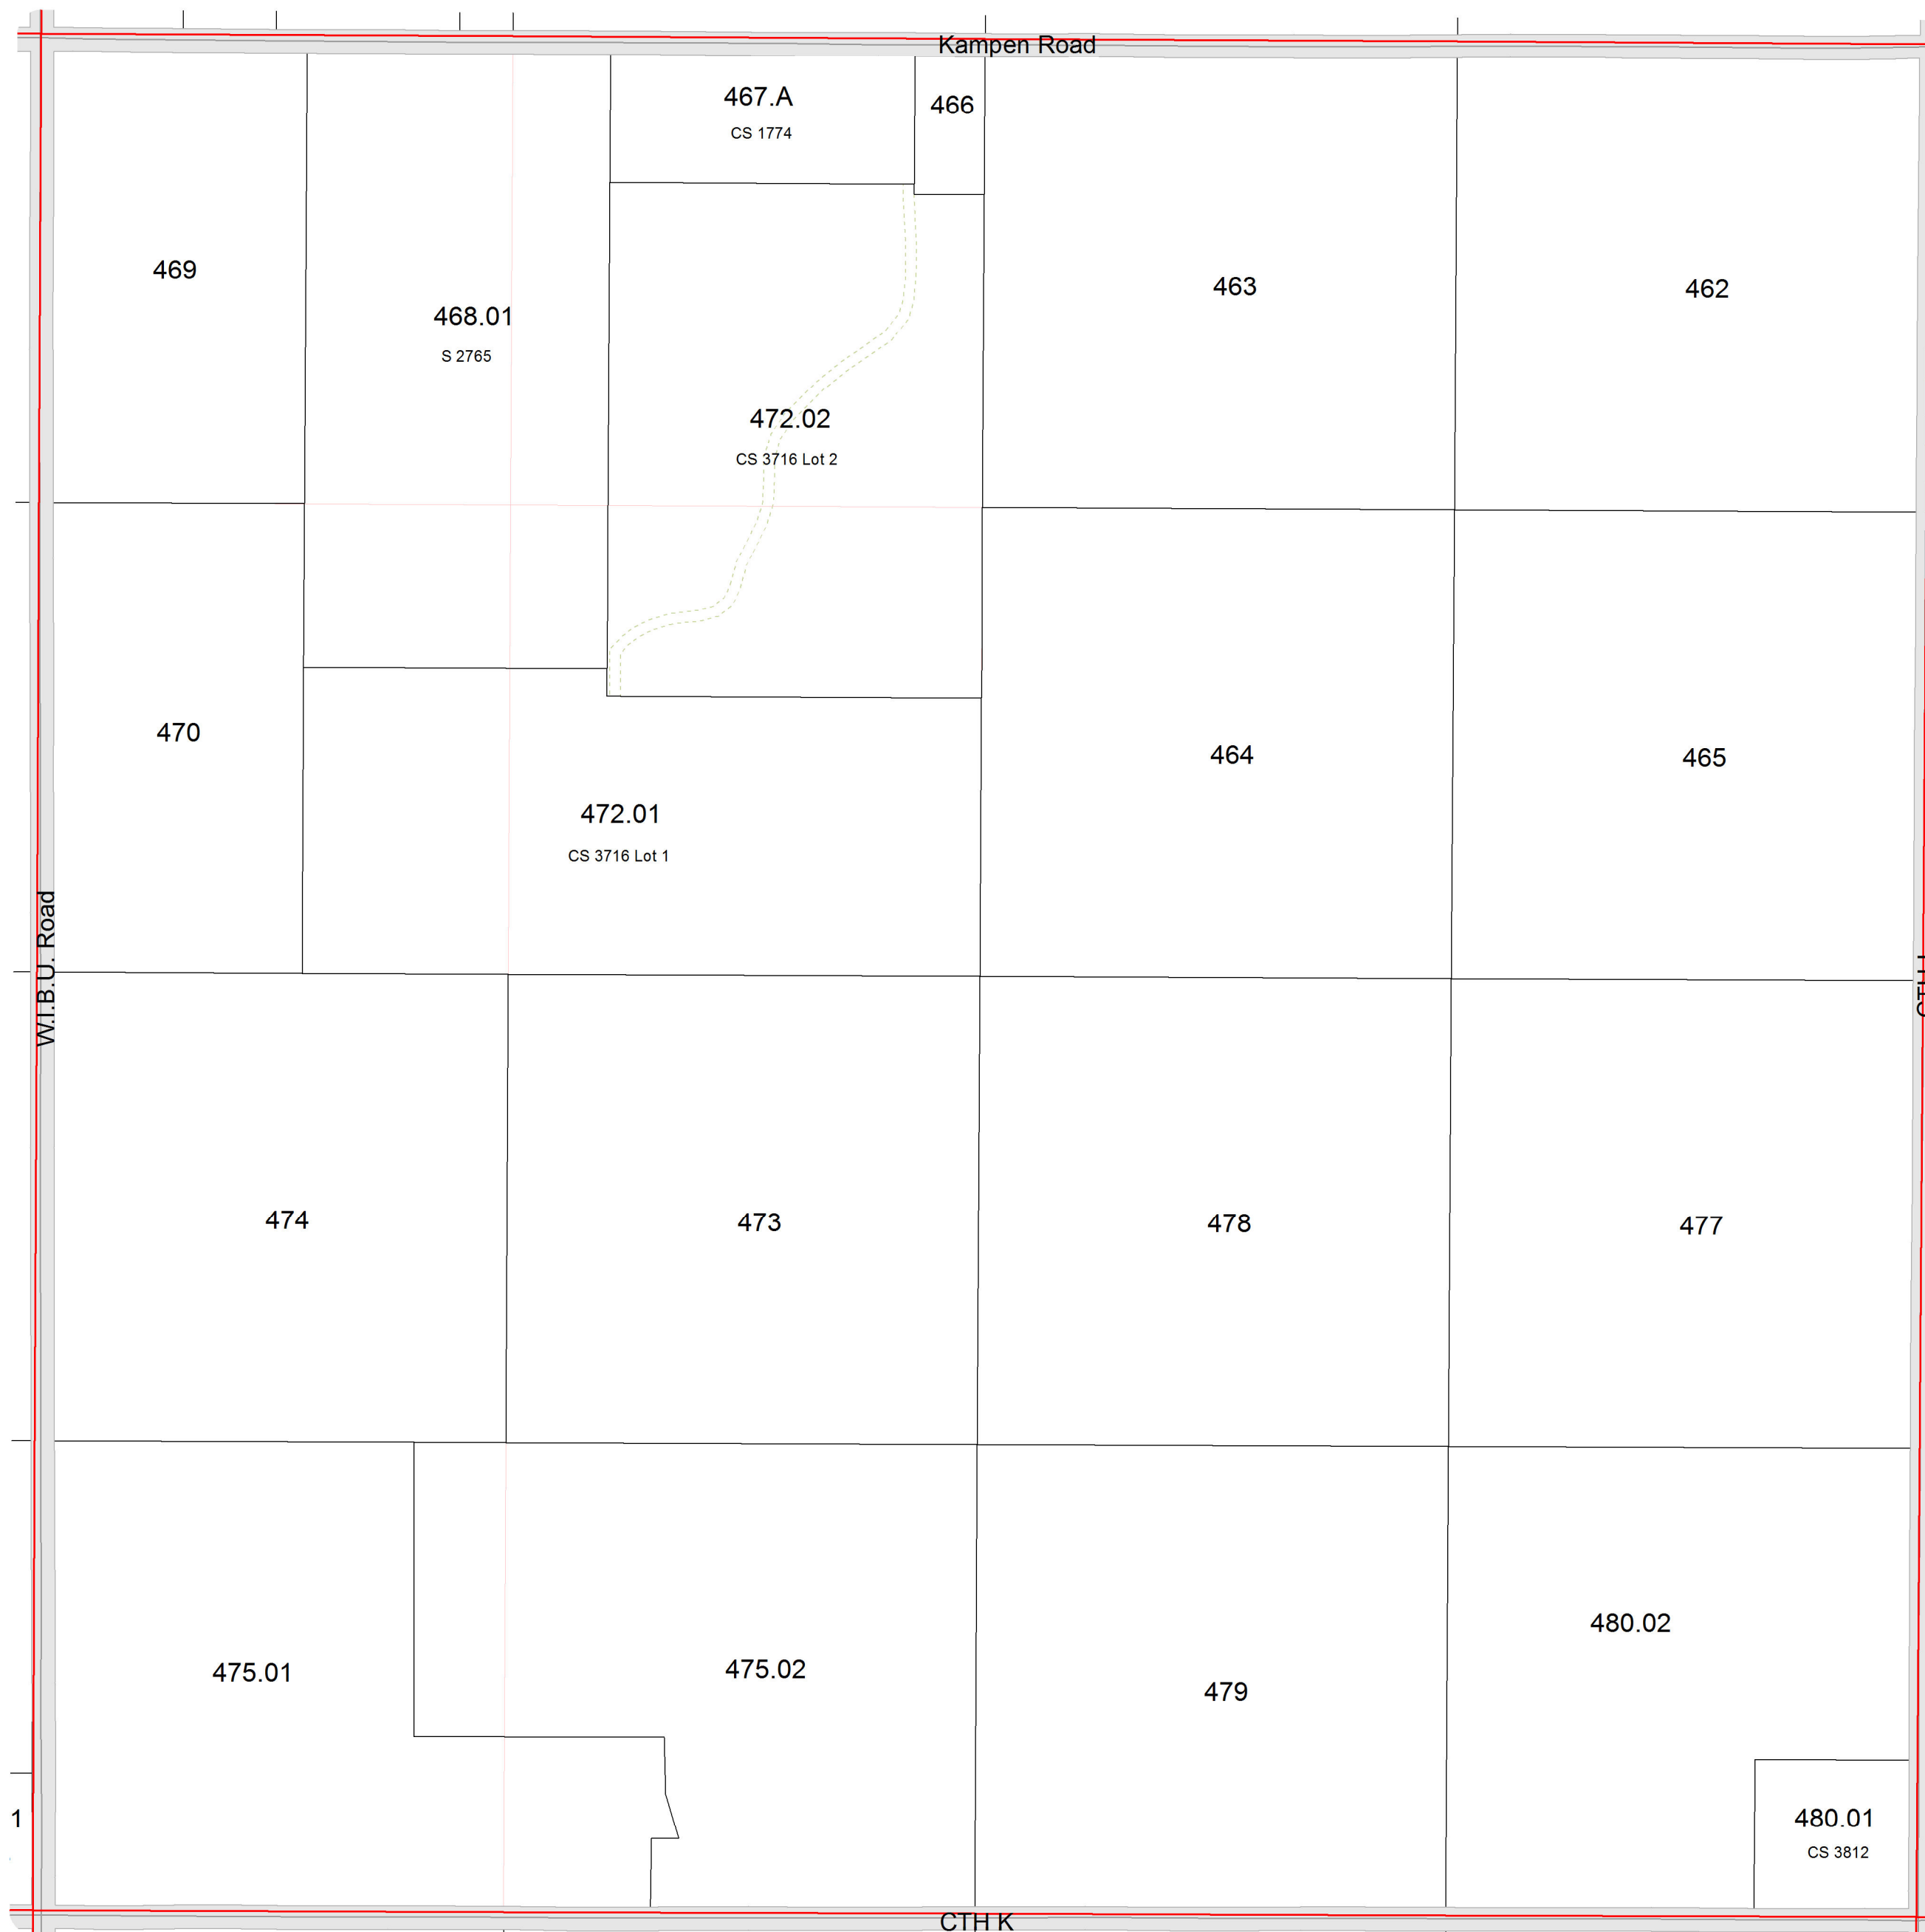 Kampen Road
467.A
CS 1774
466
469
468.01
S 2765
463
462
472.02
CS 3716 Lot 2
470
464
465
472.01
CS 3716 Lot 1
W.I.B.U. Road
474
473
478
477
475.01
475.02
479
480.02
1
480.01
CS 3812
CTH K